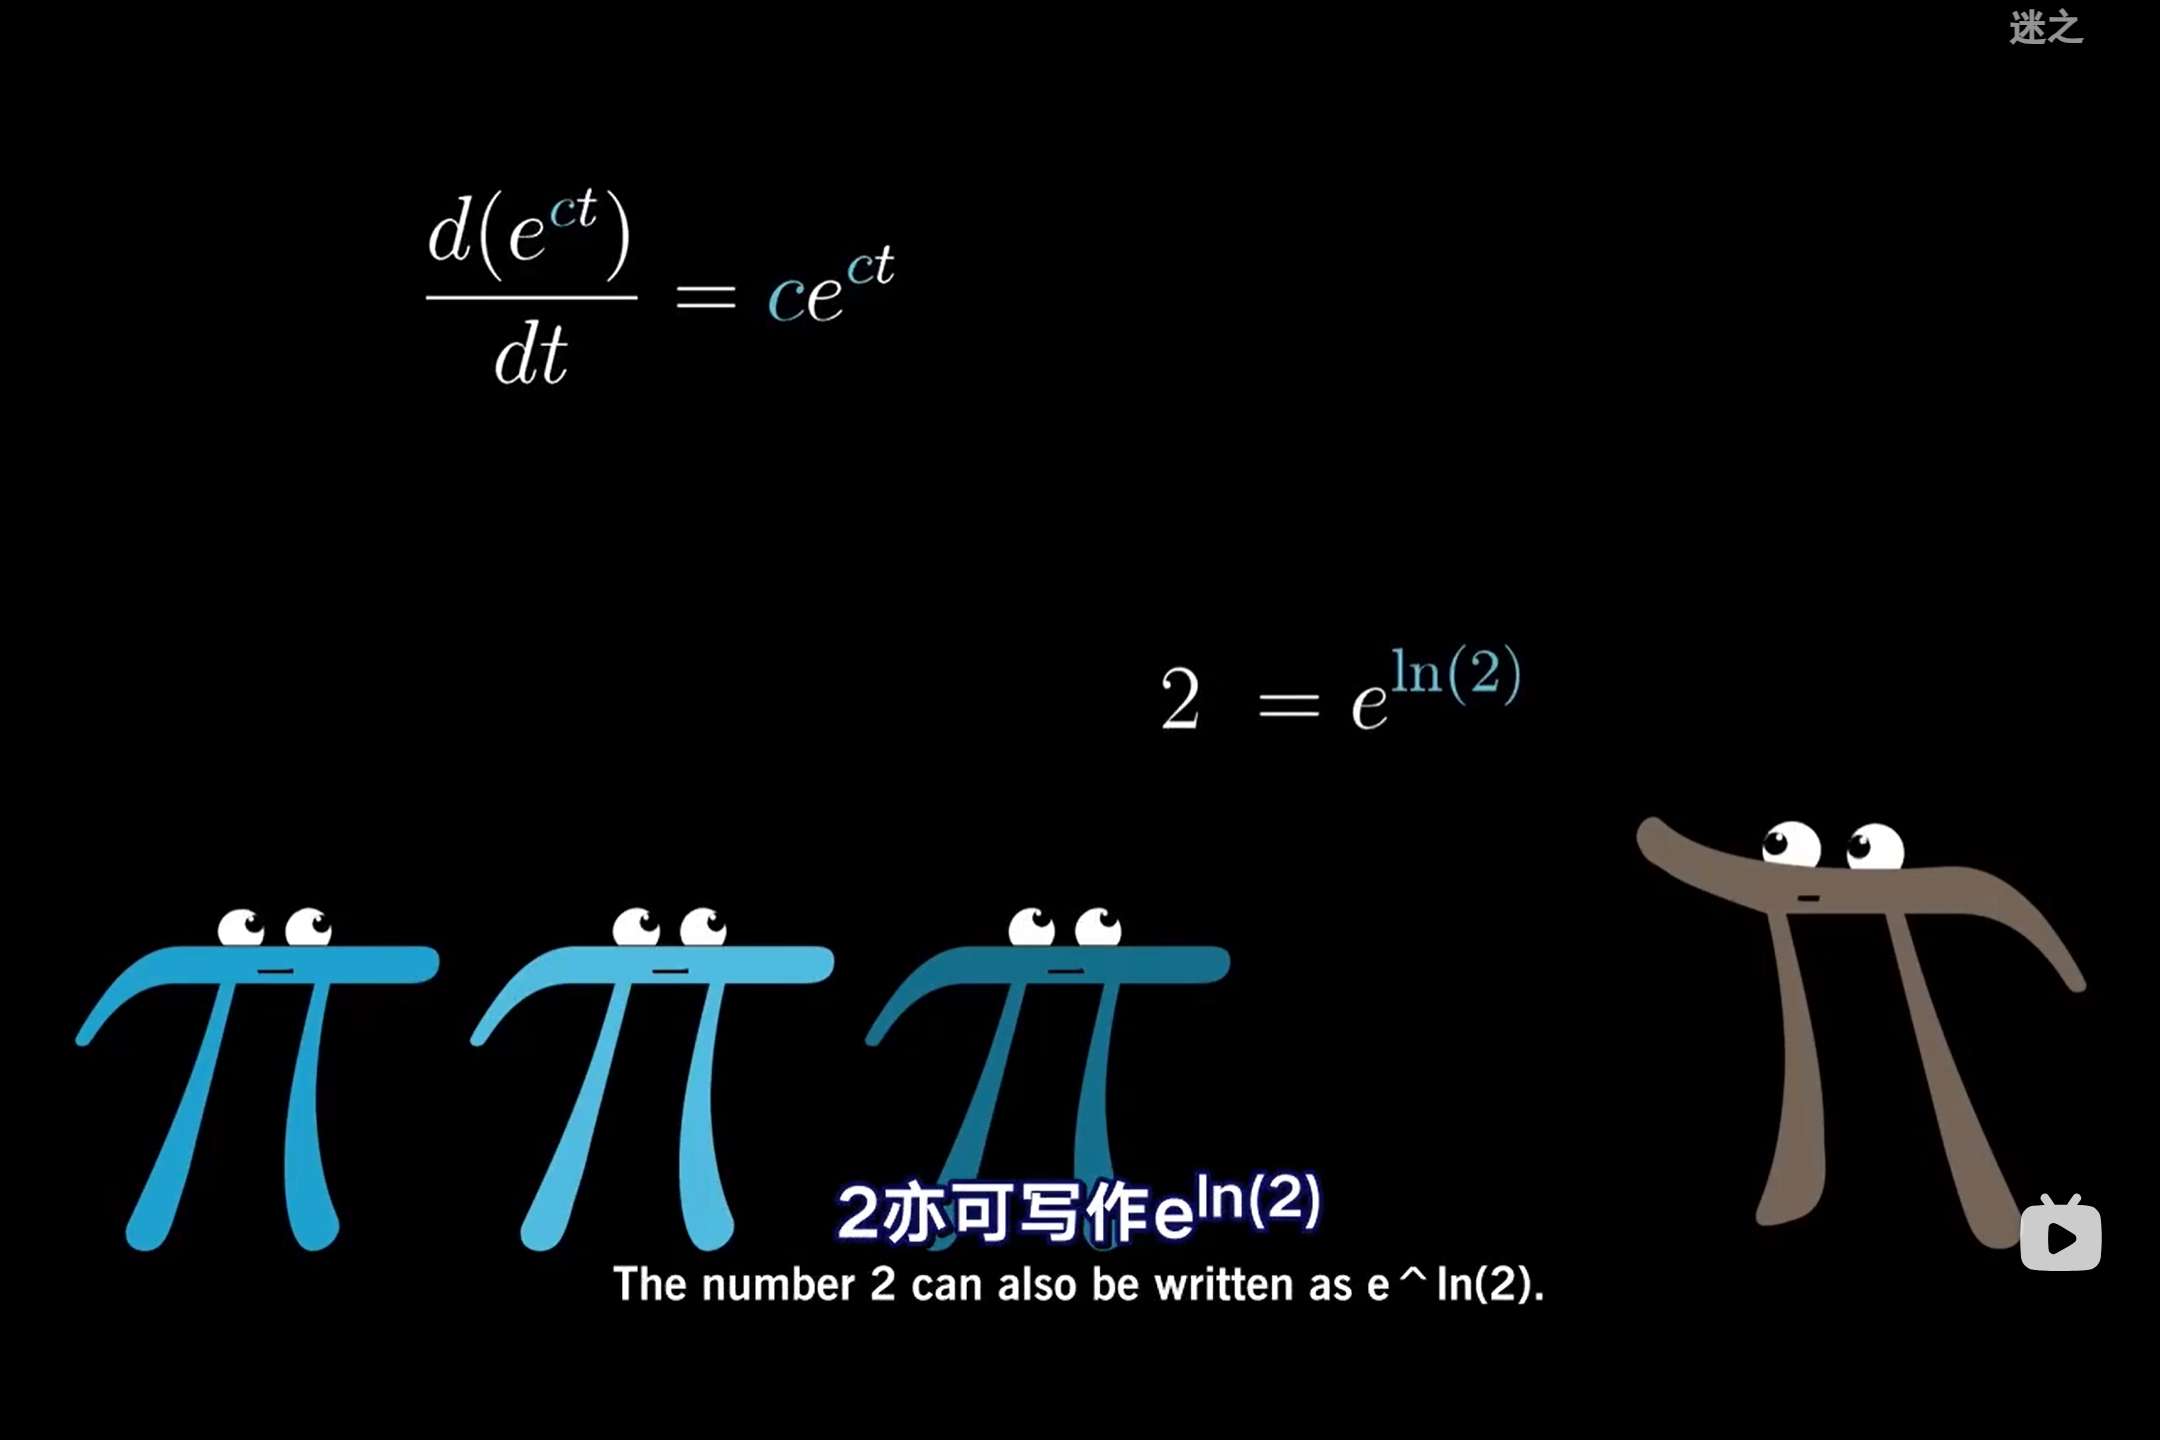 迷之
d(e^{ct})/dt = ce^{ct}
2 = e^{ln(2)}
2亦可写作e^{ln(2)}
The number 2 can also be written as e^ln(2).